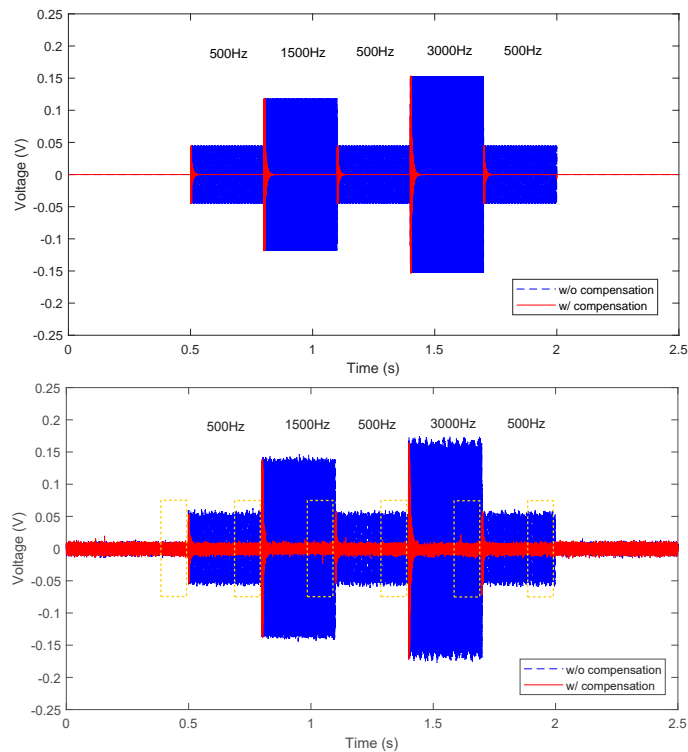 0.25
0.2
0.15
0.1
0.05
0
-0.05
-0.1
-0.15
-0.2
-0.25
Voltage (V)
500Hz 1500Hz 500Hz 3000Hz 500Hz
w/o compensation
w/ compensation
0 0.5 1 1.5 2 2.5
Time (s)
0.25
0.2
0.15
0.1
0.05
0
-0.05
-0.1
-0.15
-0.2
-0.25
Voltage (V)
500Hz 1500Hz 500Hz 3000Hz 500Hz
w/o compensation
w/ compensation
0 0.5 1 1.5 2 2.5
Time (s)